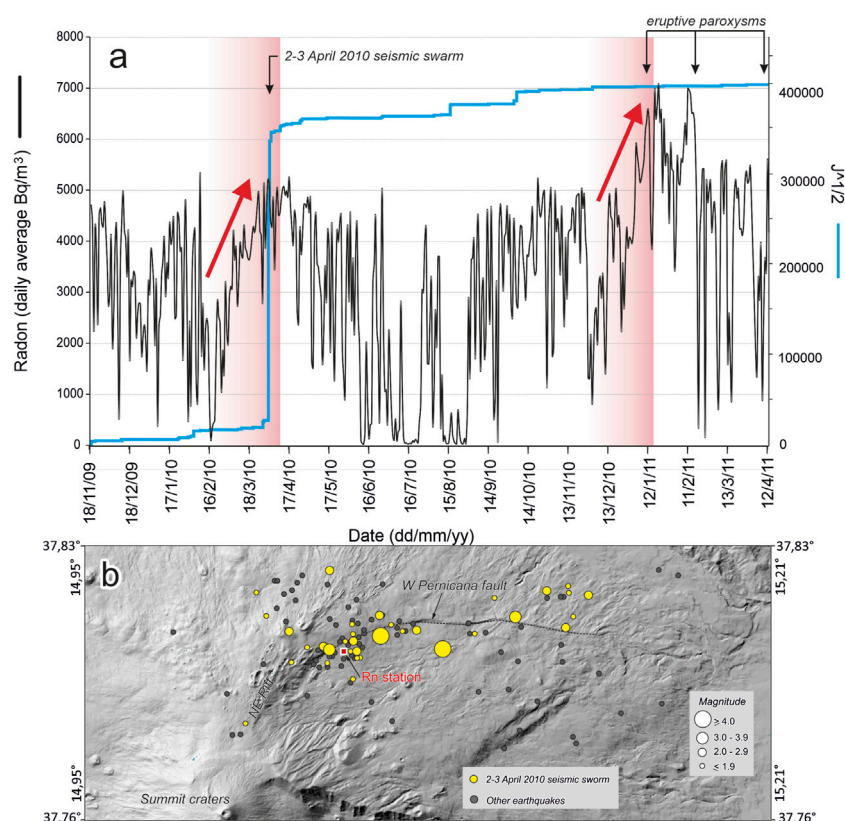 eruptive paroxysms
a
2-3 April 2010 seismic swarm
8000
7000
6000
5000
4000
3000
2000
1000
0
Radon (daily average Bq/m³)
400000
300000
200000
100000
0
J^1/2
18/11/09
18/12/09
17/1/10
16/2/10
18/3/10
17/4/10
17/5/10
16/6/10
16/7/10
15/8/10
14/9/10
14/10/10
13/11/10
13/12/10
12/1/11
11/2/11
13/3/11
12/4/11
Date (dd/mm/yy)
37,83°
37,83°
14,95°
15,21°
b
W Pernicana fault
Rn station
NE Rift
Magnitude
≥ 4.0
3.0 - 3.9
2.0 - 2.9
≤ 1.9
2-3 April 2010 seismic sworm
Other earthquakes
Summit craters
14,95°
15,21°
37,76°
37,76°